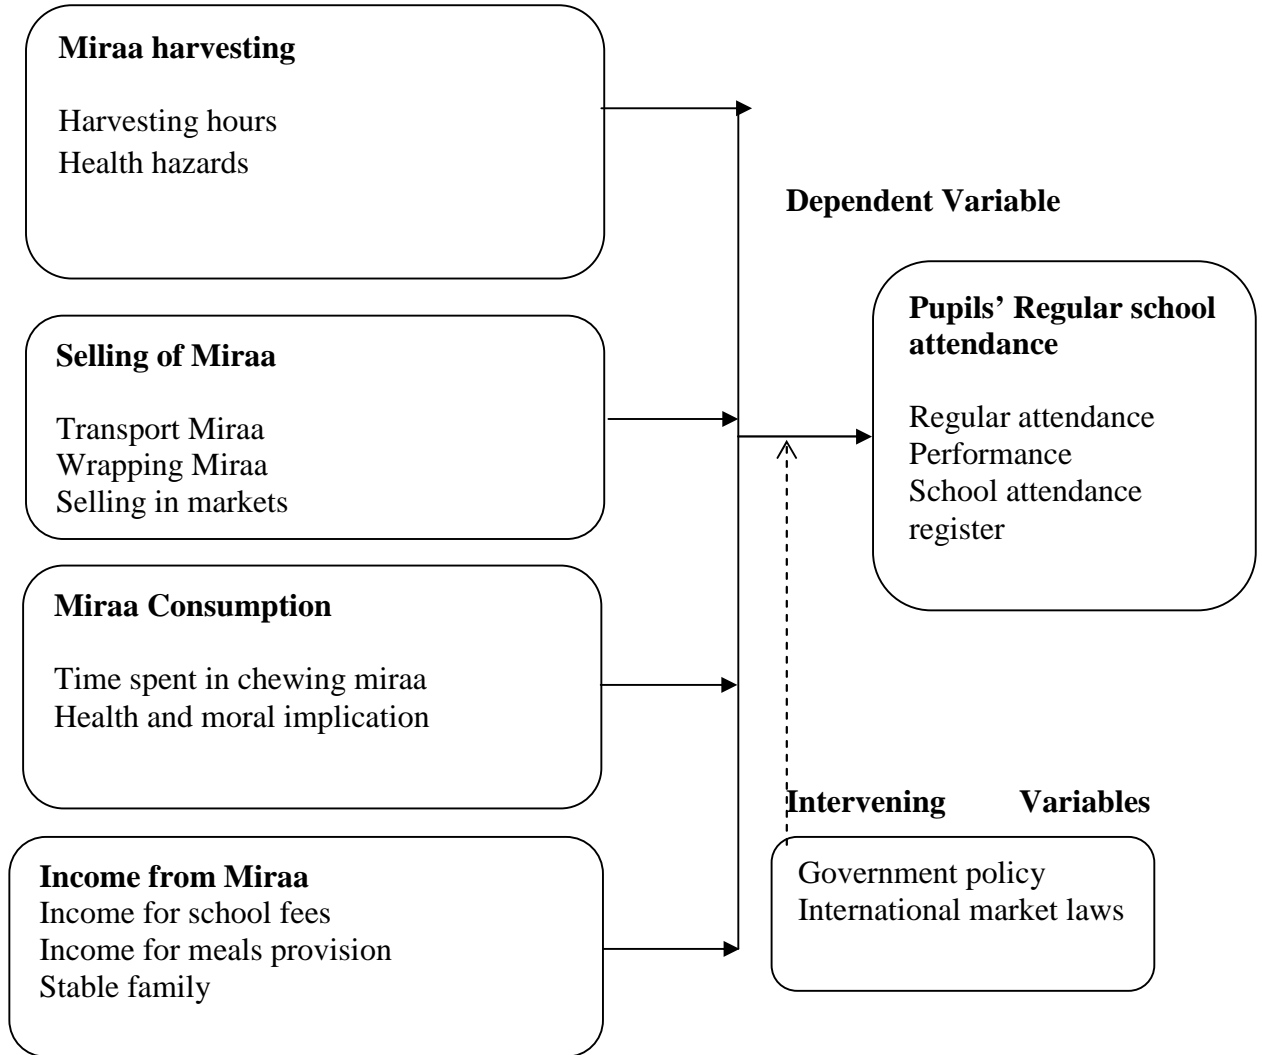 Miraa harvesting
Harvesting hours
Health hazards
Selling of Miraa
Transport Miraa
Wrapping Miraa
Selling in markets
Miraa Consumption
Time spent in chewing miraa
Health and moral implication
Income from Miraa
Income for school fees
Income for meals provision
Stable family
Dependent Variable
Pupils’ Regular school
attendance
Regular attendance
Performance
School attendance
register
Intervening Variables
Government policy
International market laws